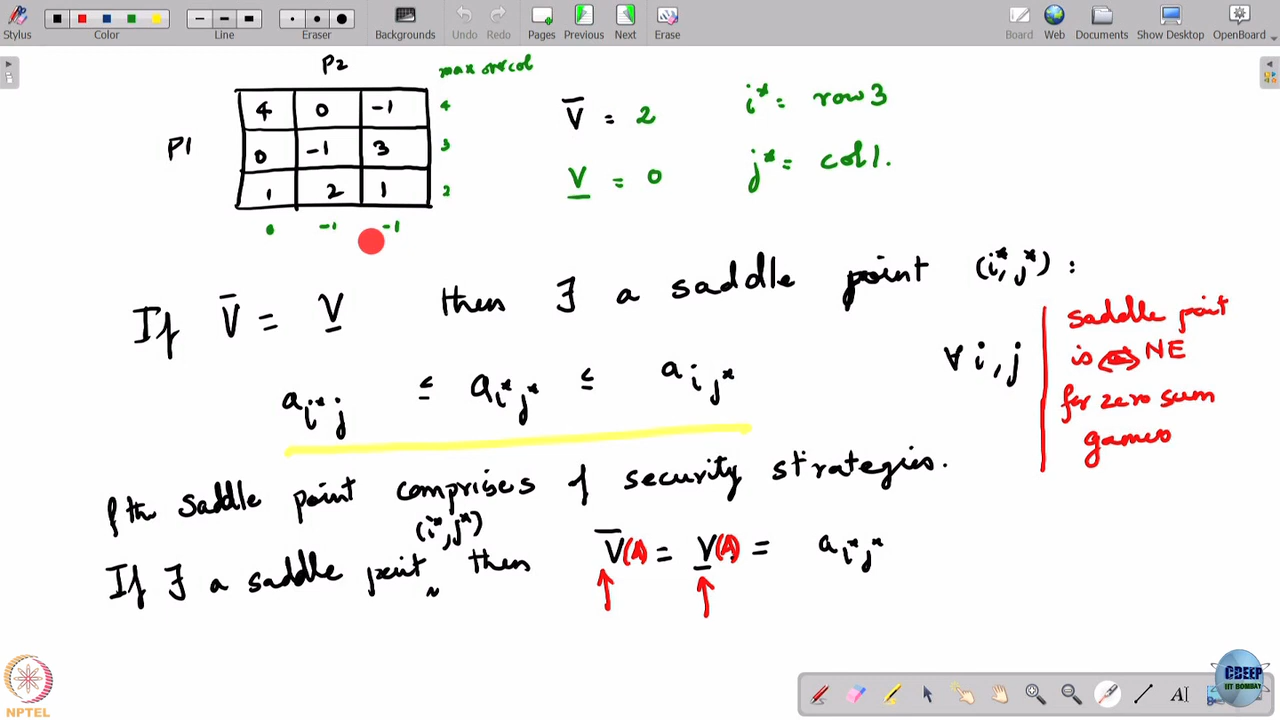 Stylus Color Line Eraser Backgrounds Undo Redo Pages Previous Next Erase Board Web Documents Show Desktop OpenBoard
P2 max over col
4 0 -1 4
P1 0 -1 3 3
1 2 1 2
0 -1 -1
V̅ = 2 i* = row 3
V̲ = 0 j* = col 1.
If V̅ = V̲ then ∃ a saddle point (i*, j*) :
a_{i*j} ≤ a_{i*j*} ≤ a_{ij*} ∀ i, j
saddle point
is NE
for zero sum
games
& the saddle point comprises of security strategies.
If ∃ a saddle point (i*, j*) then V̅(A) = V̲(A) = a_{i*j*}
NPTEL
CDEEP
IIT BOMBAY